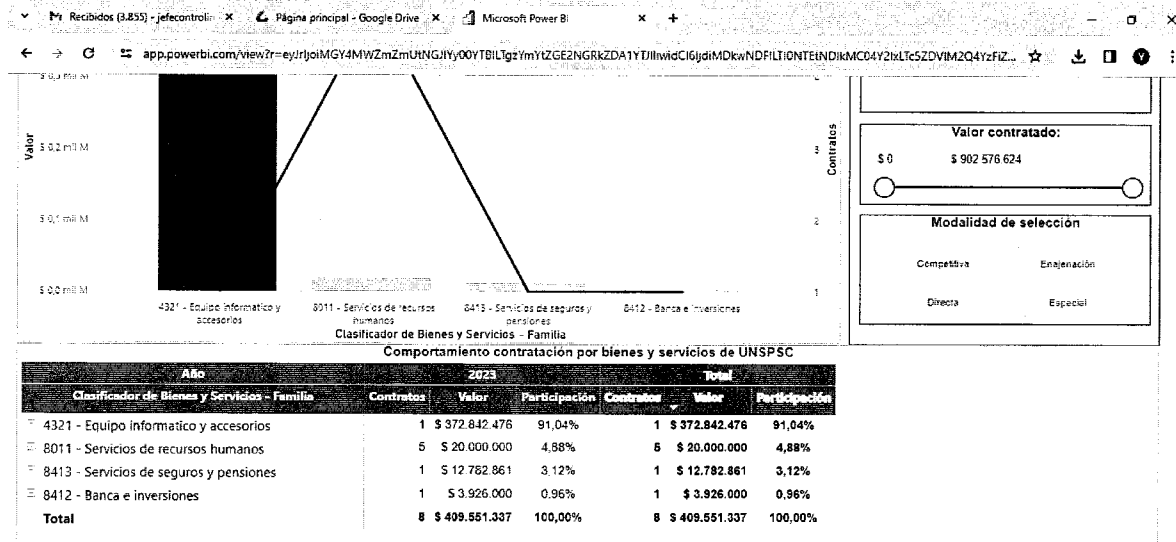 Recibidos (3.855) - jefecontrolin
Página principal - Google Drive
Microsoft Power BI
Valor
$ 0,2 mil M
$ 0,1 mil M
$ 0,0 mil M
3
2
1
Contratos
4321 - Equipo informatico y accesorios
8011 - Servicios de recursos humanos
8413 - Servicios de seguros y pensiones
8412 - Banca e inversiones
Clasificador de Bienes y Servicios - Familia
Valor contratado:
$ 0 $ 902 576 624
Modalidad de selección
Competitiva Enajenación
Directa Especial
Comportamiento contratación por bienes y servicios de UNSPSC
Año 2023 Total
Clasificador de Bienes y Servicios - Familia Contratos Valor Participación Contratos Valor Participación
4321 - Equipo informatico y accesorios 1 $ 372.842.476 91,04% 1 $ 372.842.476 91,04%
8011 - Servicios de recursos humanos 5 $ 20.000.000 4,88% 5 $ 20.000.000 4,88%
8413 - Servicios de seguros y pensiones 1 $ 12.782.861 3,12% 1 $ 12.782.861 3,12%
8412 - Banca e inversiones 1 $ 3.926.000 0,96% 1 $ 3.926.000 0,96%
Total 8 $ 409.551.337 100,00% 8 $ 409.551.337 100,00%